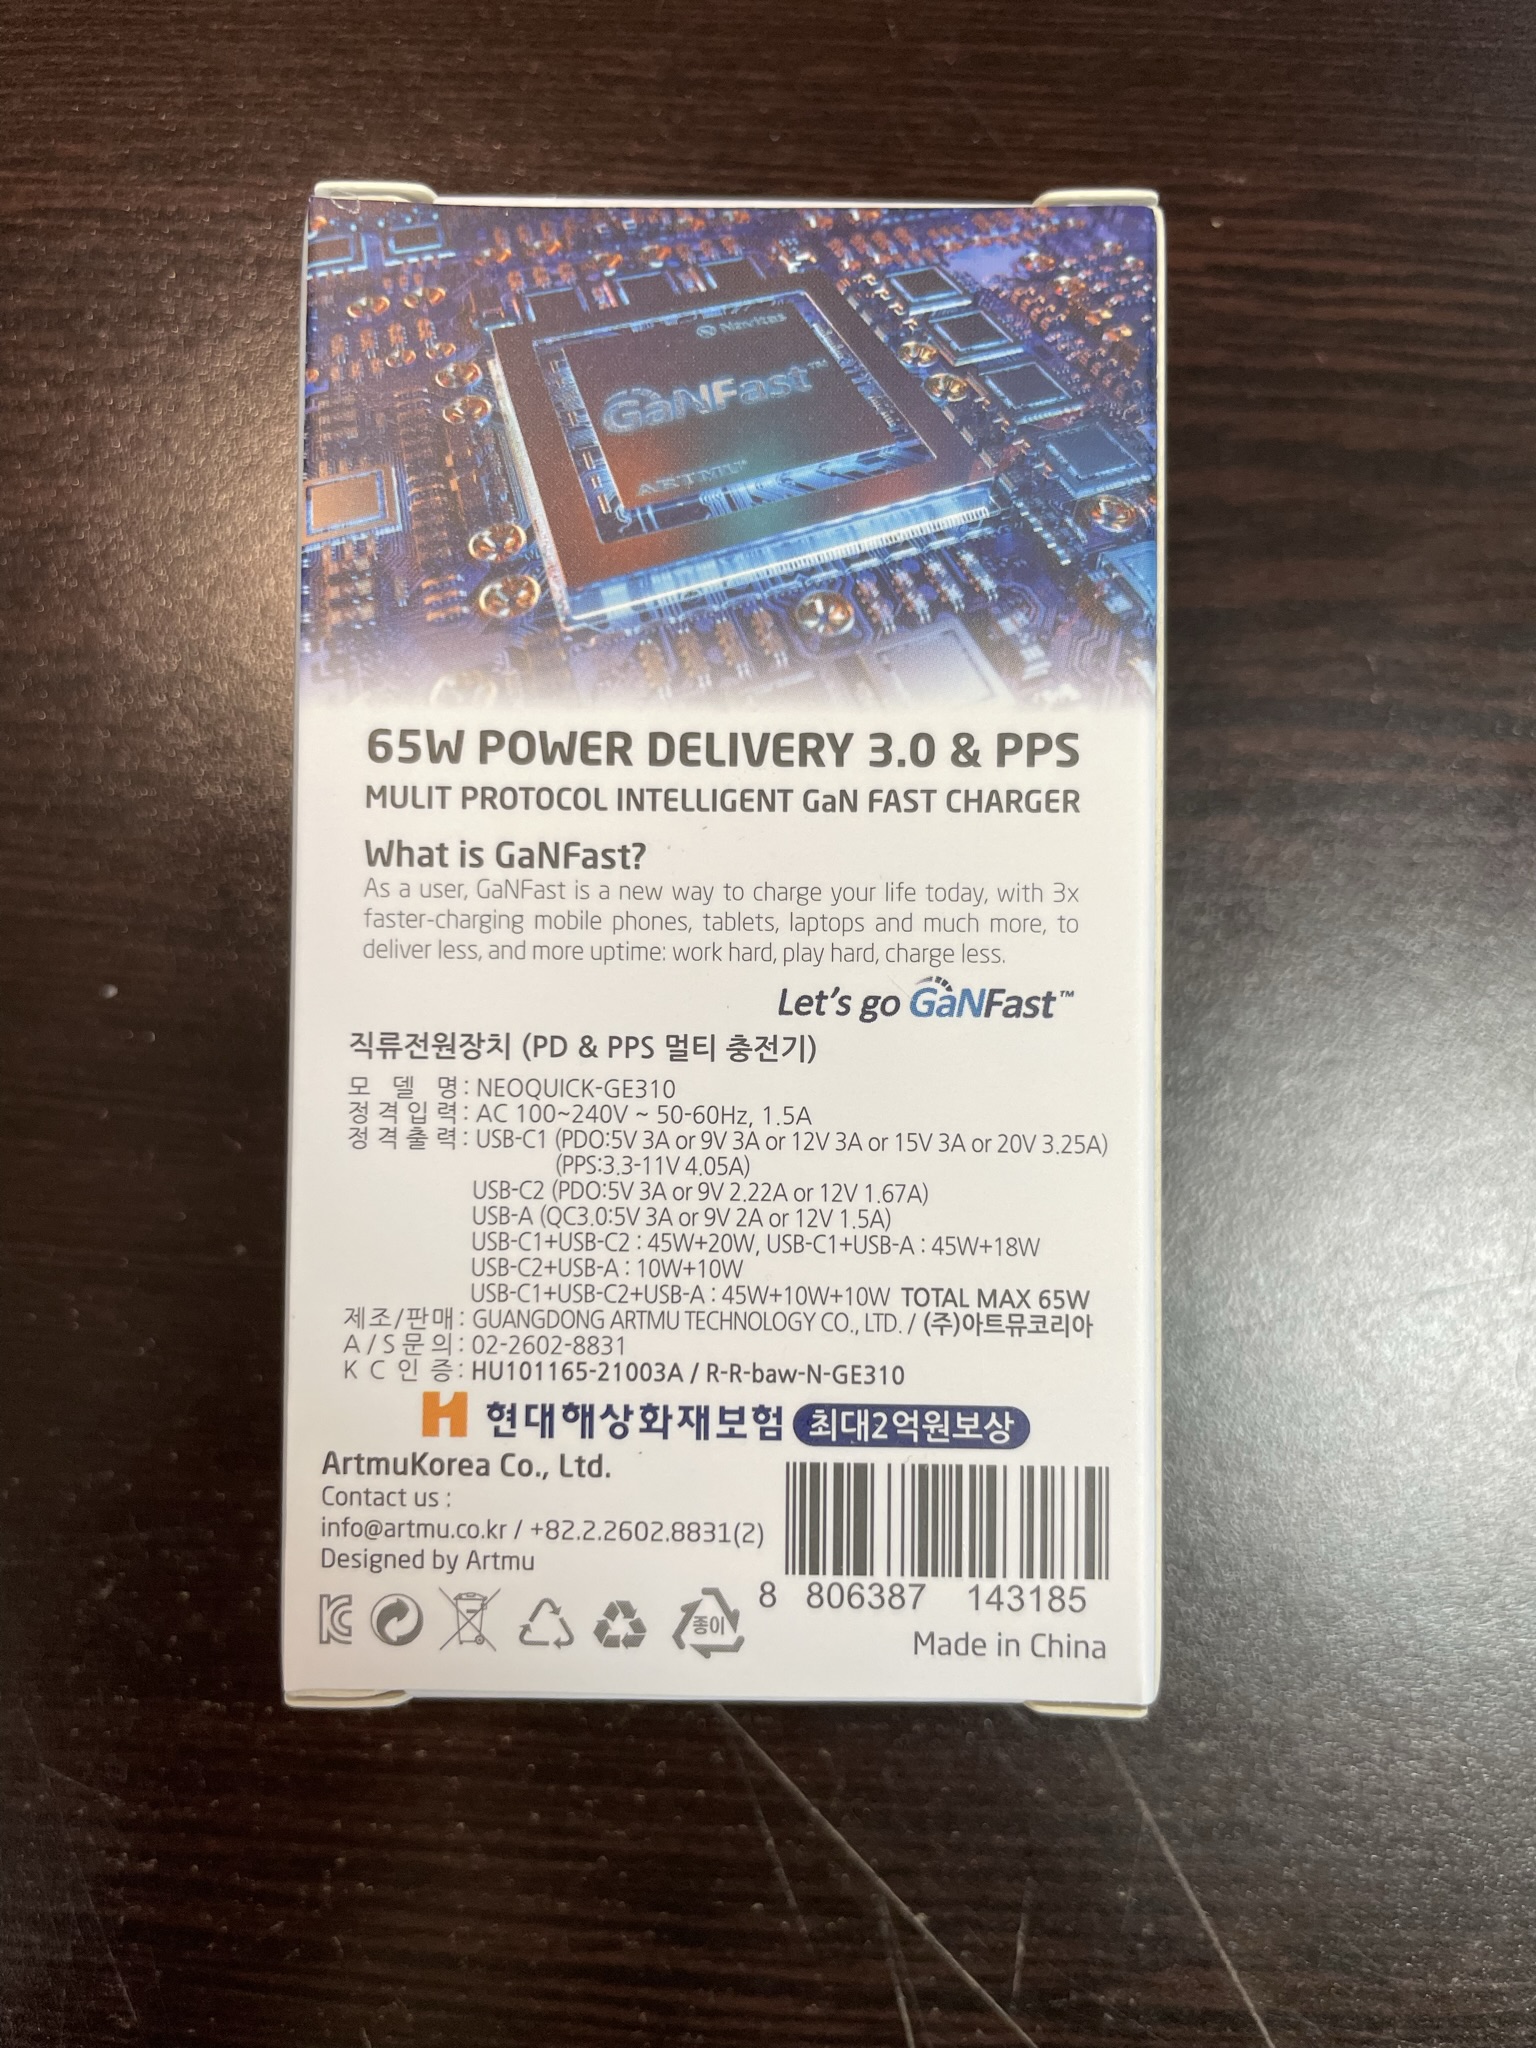 Navitas
GaNFast™
ARTMU
65W POWER DELIVERY 3.0 & PPS
MULIT PROTOCOL INTELLIGENT GaN FAST CHARGER
What is GaNFast?
As a user, GaNFast is a new way to charge your life today, with 3x
faster-charging mobile phones, tablets, laptops and much more, to
deliver less, and more uptime: work hard, play hard, charge less.
Let's go GaNFast™
직류전원장치 (PD & PPS 멀티 충전기)
모 델 명: NEOQUICK-GE310
정격입력: AC 100~240V ~ 50-60Hz, 1.5A
정격출력: USB-C1 (PDO:5V 3A or 9V 3A or 12V 3A or 15V 3A or 20V 3.25A)
(PPS:3.3-11V 4.05A)
USB-C2 (PDO:5V 3A or 9V 2.22A or 12V 1.67A)
USB-A (QC3.0:5V 3A or 9V 2A or 12V 1.5A)
USB-C1+USB-C2 : 45W+20W, USB-C1+USB-A : 45W+18W
USB-C2+USB-A : 10W+10W
USB-C1+USB-C2+USB-A : 45W+10W+10W TOTAL MAX 65W
제조/판매: GUANGDONG ARTMU TECHNOLOGY CO., LTD. / (주)아트뮤코리아
A/S문의: 02-2602-8831
KC인증: HU101165-21003A / R-R-baw-N-GE310
H 현대해상화재보험 최대2억원보상
ArtmuKorea Co., Ltd.
Contact us :
info@artmu.co.kr / +82.2.2602.8831(2)
Designed by Artmu
8 806387 143185
KC 종이
Made in China